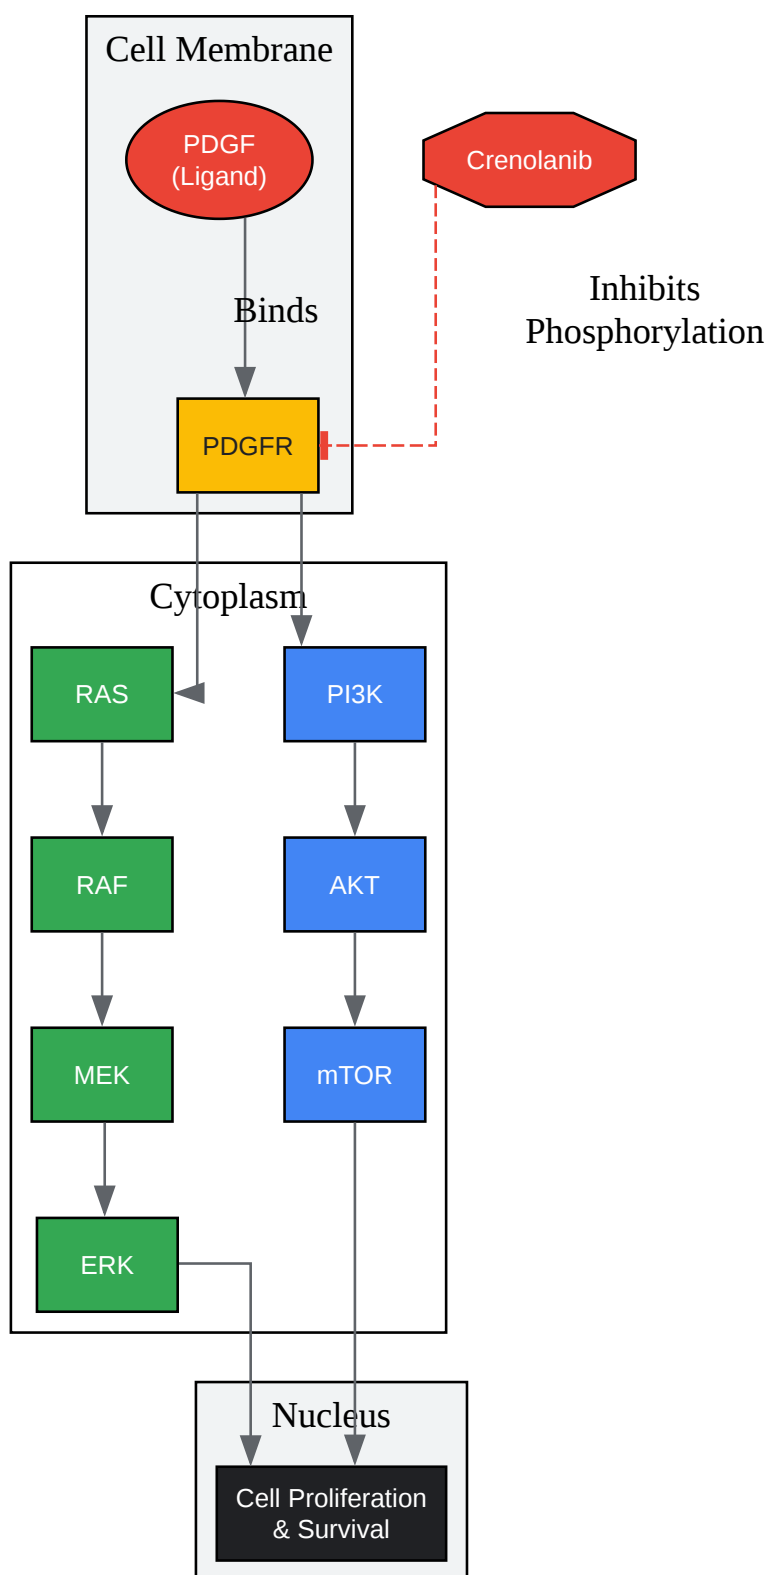 Cell Membrane
PDGF
(Ligand)
Crenolanib
Inhibits
Phosphorylation
Binds
PDGFR
Cytoplasm
RAS
PI3K
RAF
AKT
MEK
mTOR
ERK
Nucleus
Cell Proliferation
& Survival